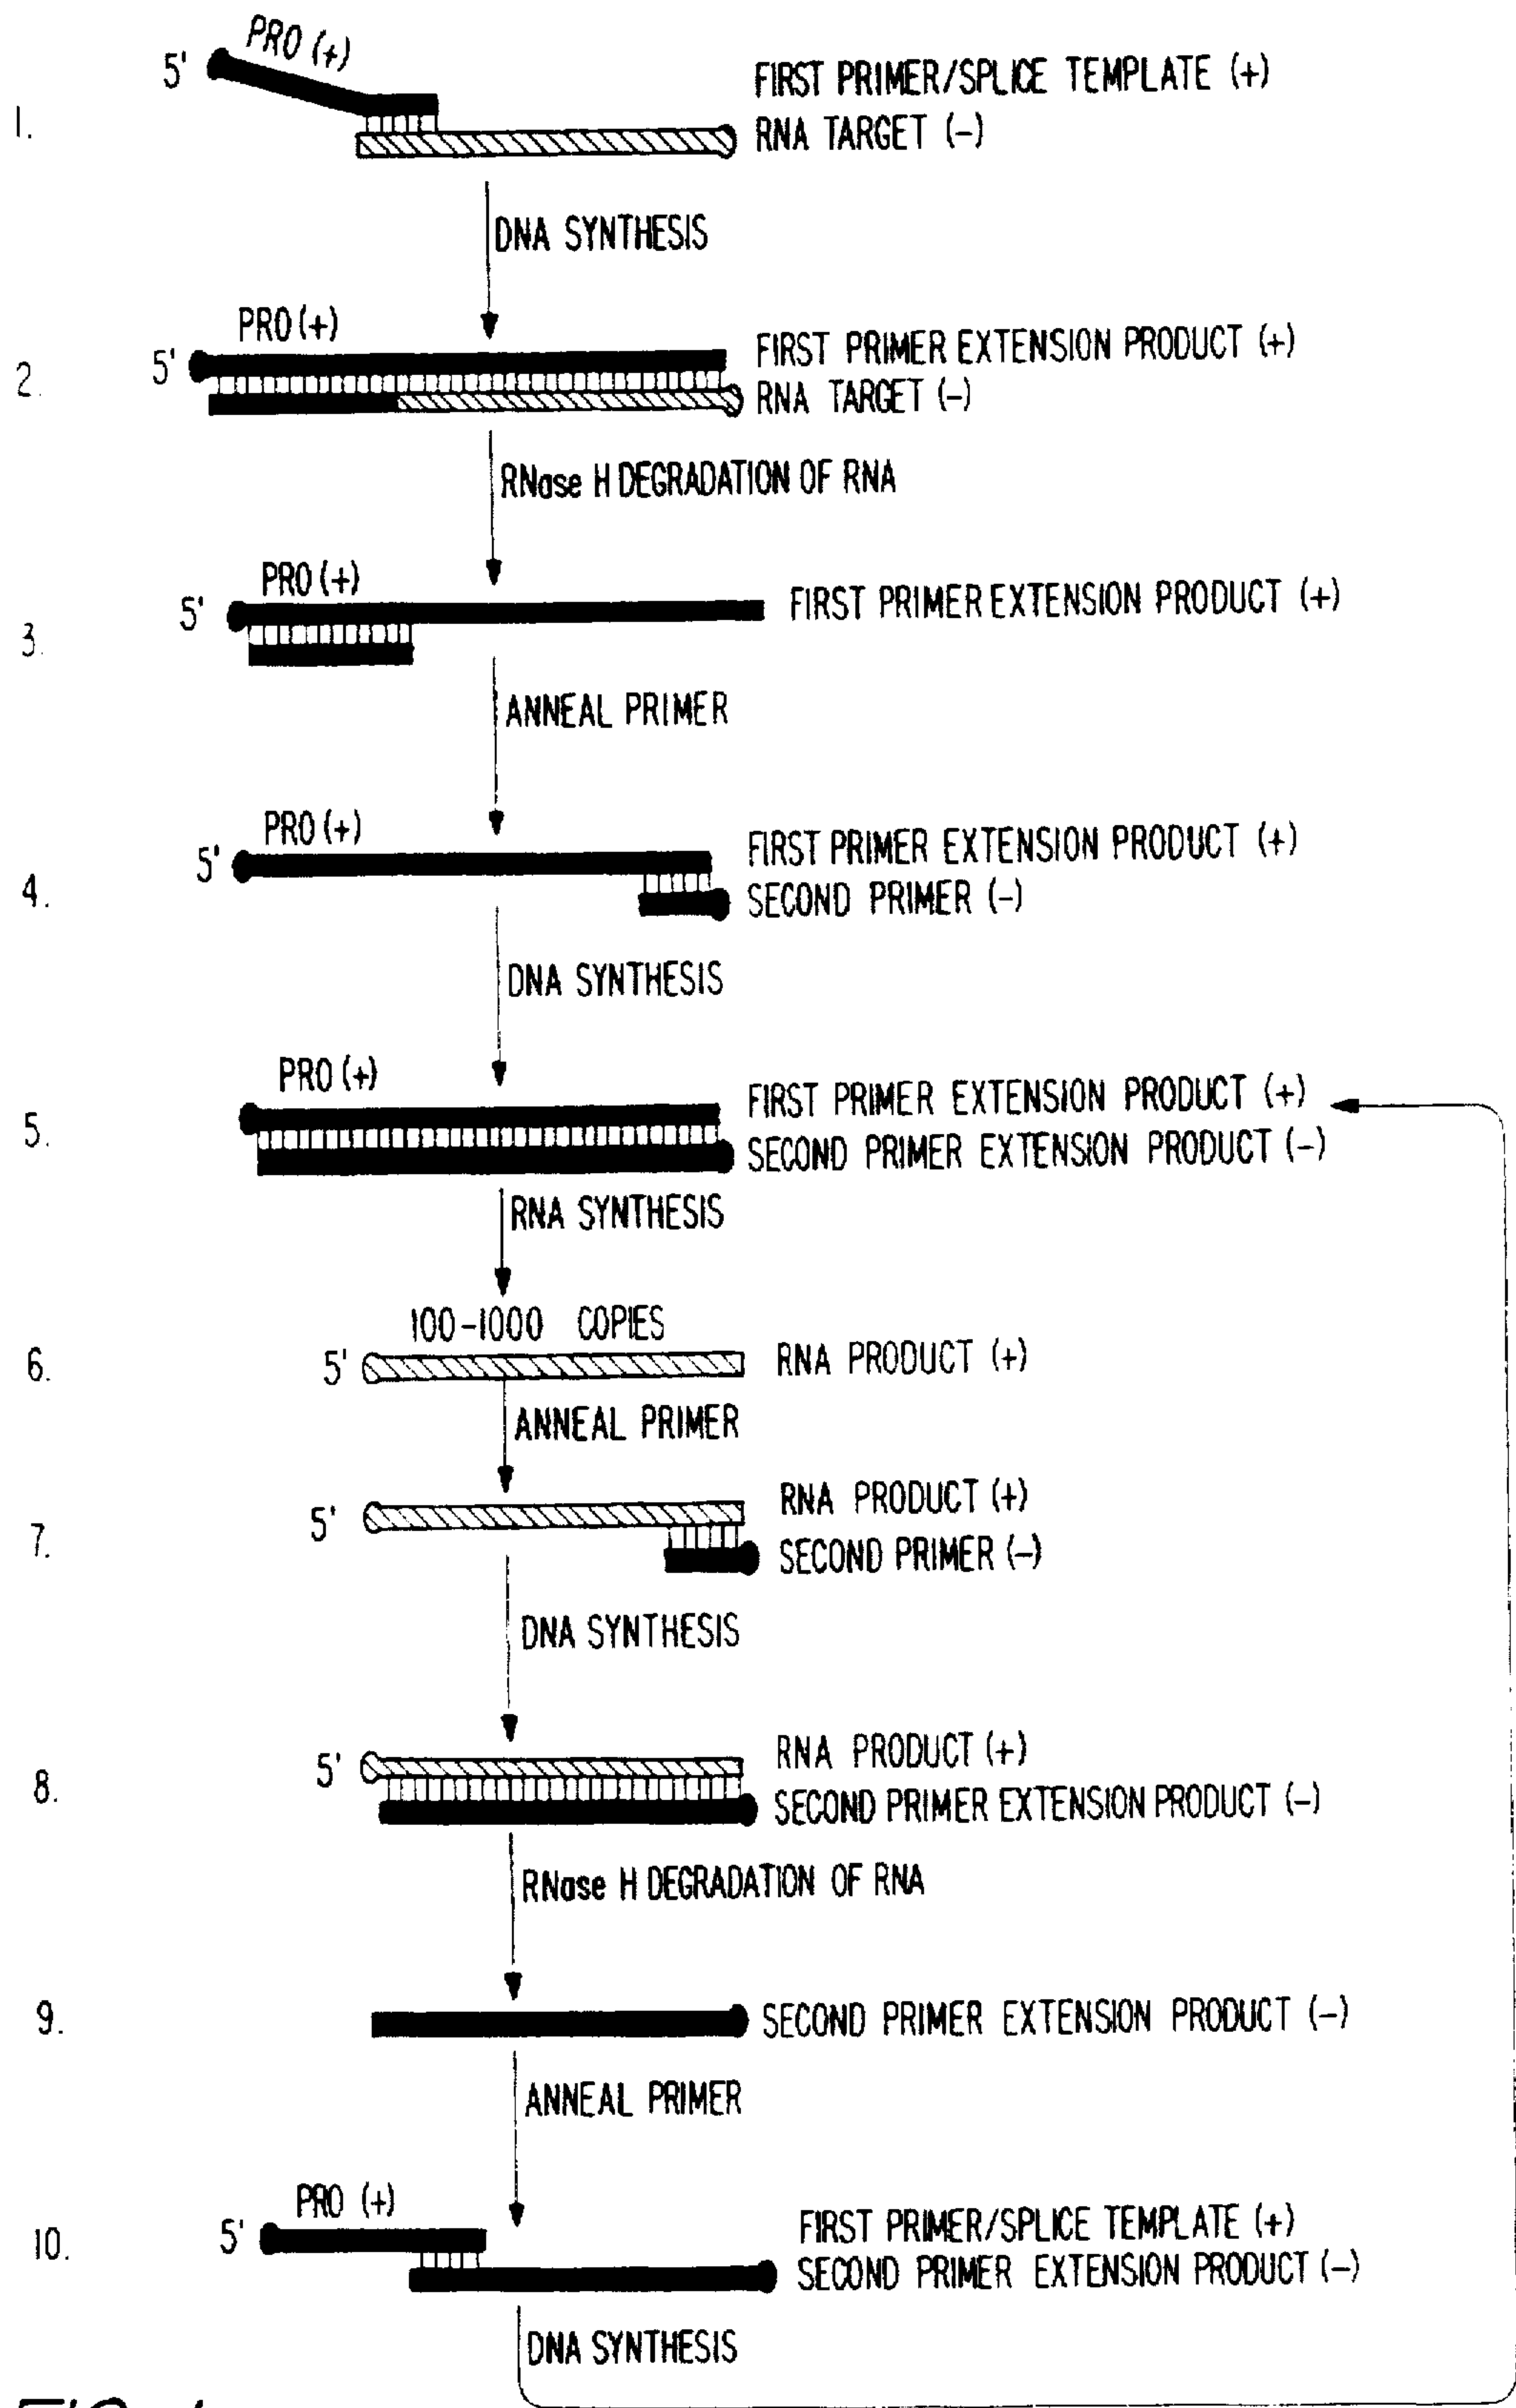 PRO (+)
5'
FIRST PRIMER/SPLICE TEMPLATE (+)
1.
RNA TARGET (-)
DNA SYNTHESIS
PRO (+)
5'
FIRST PRIMER EXTENSION PRODUCT (+)
2.
RNA TARGET (-)
RNase H DEGRADATION OF RNA
PRO (+)
5'
FIRST PRIMER EXTENSION PRODUCT (+)
3.
ANNEAL PRIMER
PRO (+)
5'
FIRST PRIMER EXTENSION PRODUCT (+)
4.
SECOND PRIMER (-)
DNA SYNTHESIS
PRO (+)
FIRST PRIMER EXTENSION PRODUCT (+)
5.
SECOND PRIMER EXTENSION PRODUCT (-)
RNA SYNTHESIS
100-1000 COPIES
6.
5'
RNA PRODUCT (+)
ANNEAL PRIMER
RNA PRODUCT (+)
5'
7.
SECOND PRIMER (-)
DNA SYNTHESIS
RNA PRODUCT (+)
5'
8.
SECOND PRIMER EXTENSION PRODUCT (-)
RNase H DEGRADATION OF RNA
9.
SECOND PRIMER EXTENSION PRODUCT (-)
ANNEAL PRIMER
PRO (+)
5'
FIRST PRIMER/SPLICE TEMPLATE (+)
10.
SECOND PRIMER EXTENSION PRODUCT (-)
DNA SYNTHESIS